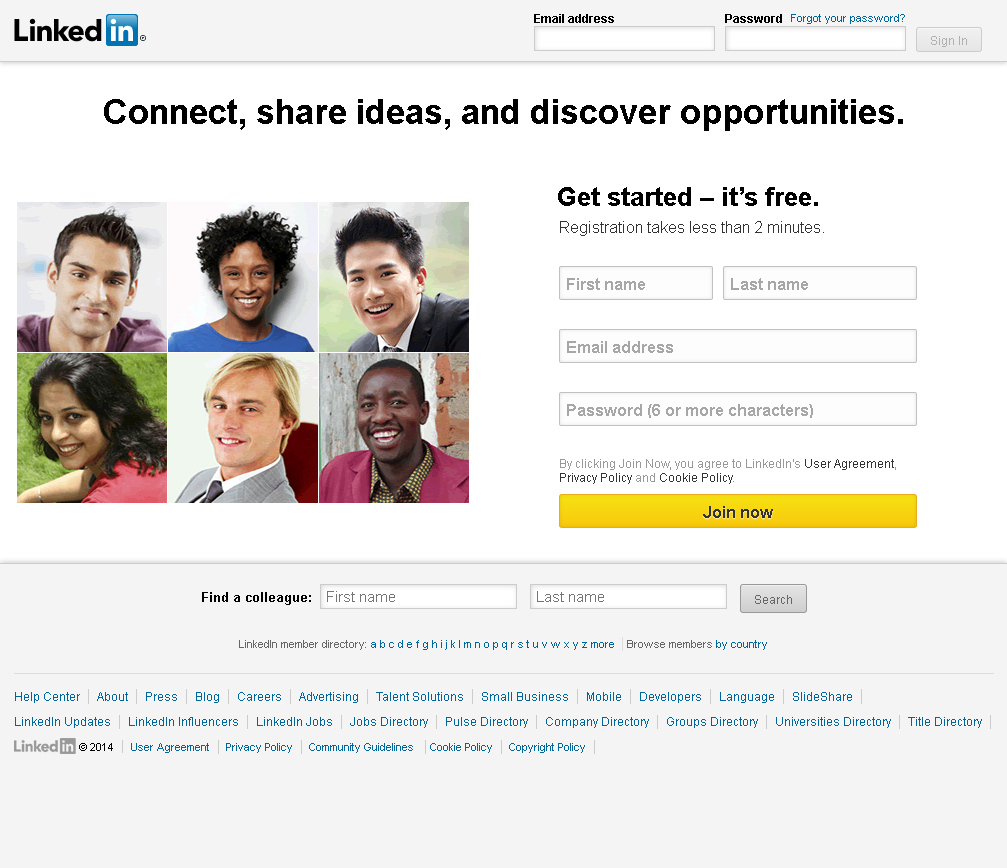 Linked in®
Email address
Password Forgot your password?
Sign In
Connect, share ideas, and discover opportunities.
Get started – it’s free.
Registration takes less than 2 minutes.
First name Last name
Email address
Password (6 or more characters)
By clicking Join Now, you agree to LinkedIn's User Agreement,
Privacy Policy and Cookie Policy.
Join now
Find a colleague: First name Last name Search
LinkedIn member directory: a b c d e f g h i j k l m n o p q r s t u v w x y z more Browse members by country
Help Center About Press Blog Careers Advertising Talent Solutions Small Business Mobile Developers Language SlideShare
LinkedIn Updates LinkedIn Influencers LinkedIn Jobs Jobs Directory Pulse Directory Company Directory Groups Directory Universities Directory Title Directory
Linked in © 2014 User Agreement Privacy Policy Community Guidelines Cookie Policy Copyright Policy